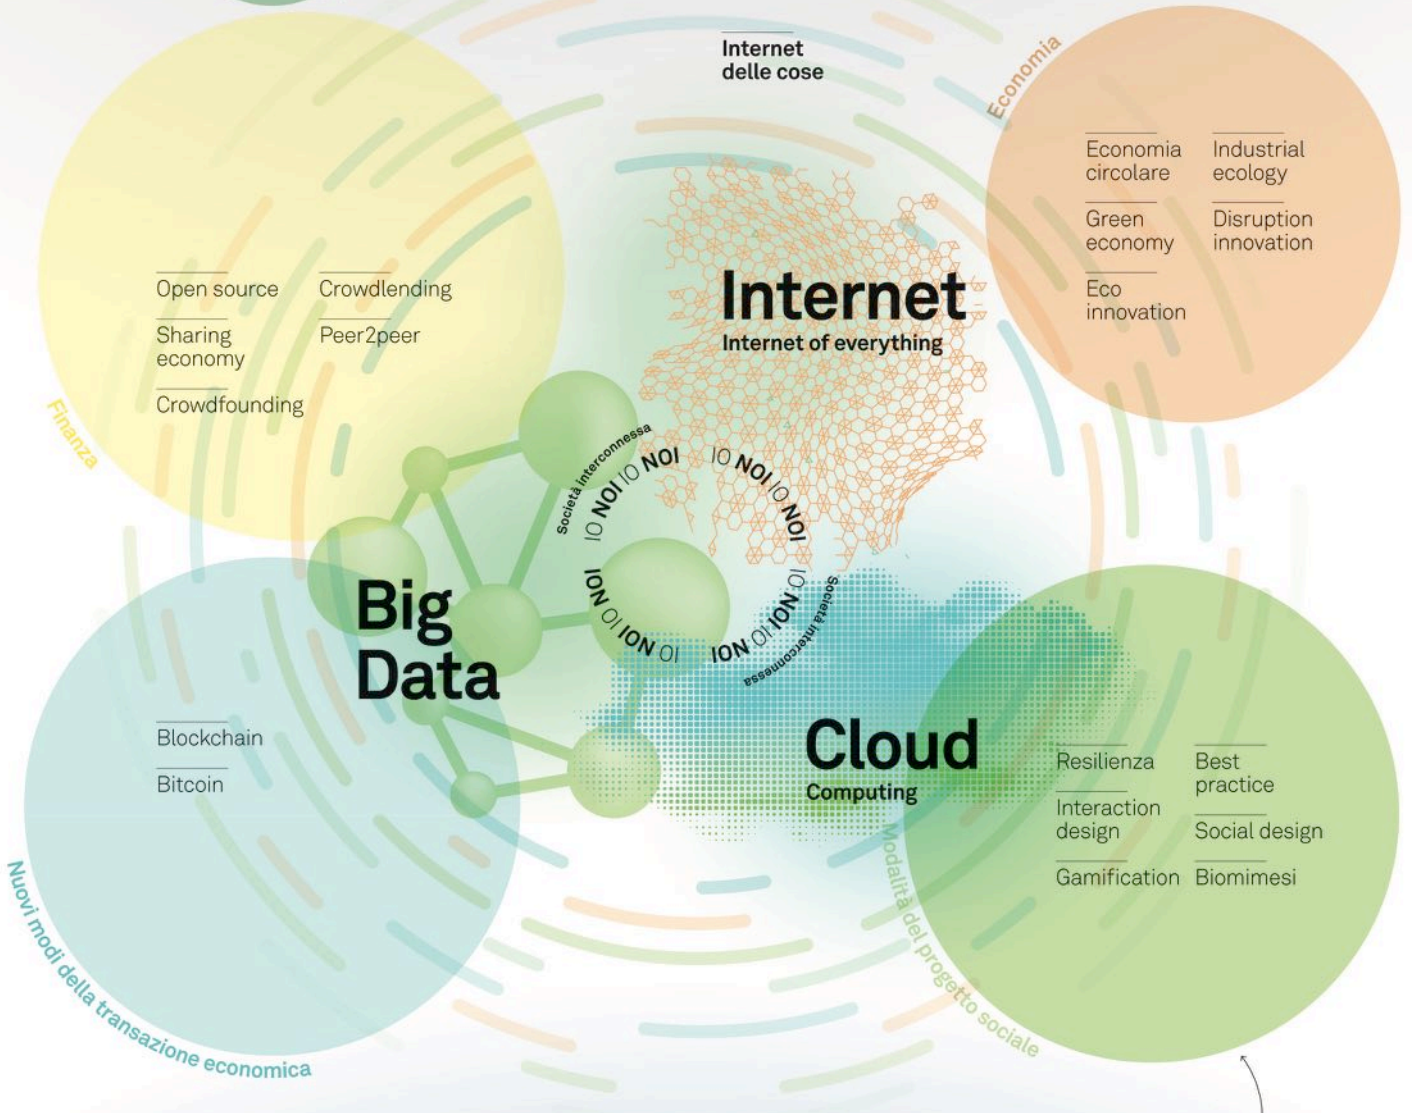 Internet
delle cose
Economia
Economia
circolare
Industrial
ecology
Green
economy
Disruption
innovation
Eco
innovation
Open source
Crowdlending
Sharing
economy
Peer2peer
Crowdfounding
Finanza
Internet
Internet of everything
Società interconnessa
IO NOI IO NOI
IO NOI IO NOI
IO NOI IO NOI
IO NOI IO NOI
Società interconnessa
Big
Data
Blockchain
Bitcoin
Nuovi modi della transazione economica
Cloud
Computing
Resilienza
Best
practice
Interaction
design
Social design
Gamification
Biomimesi
Modalità del progetto sociale